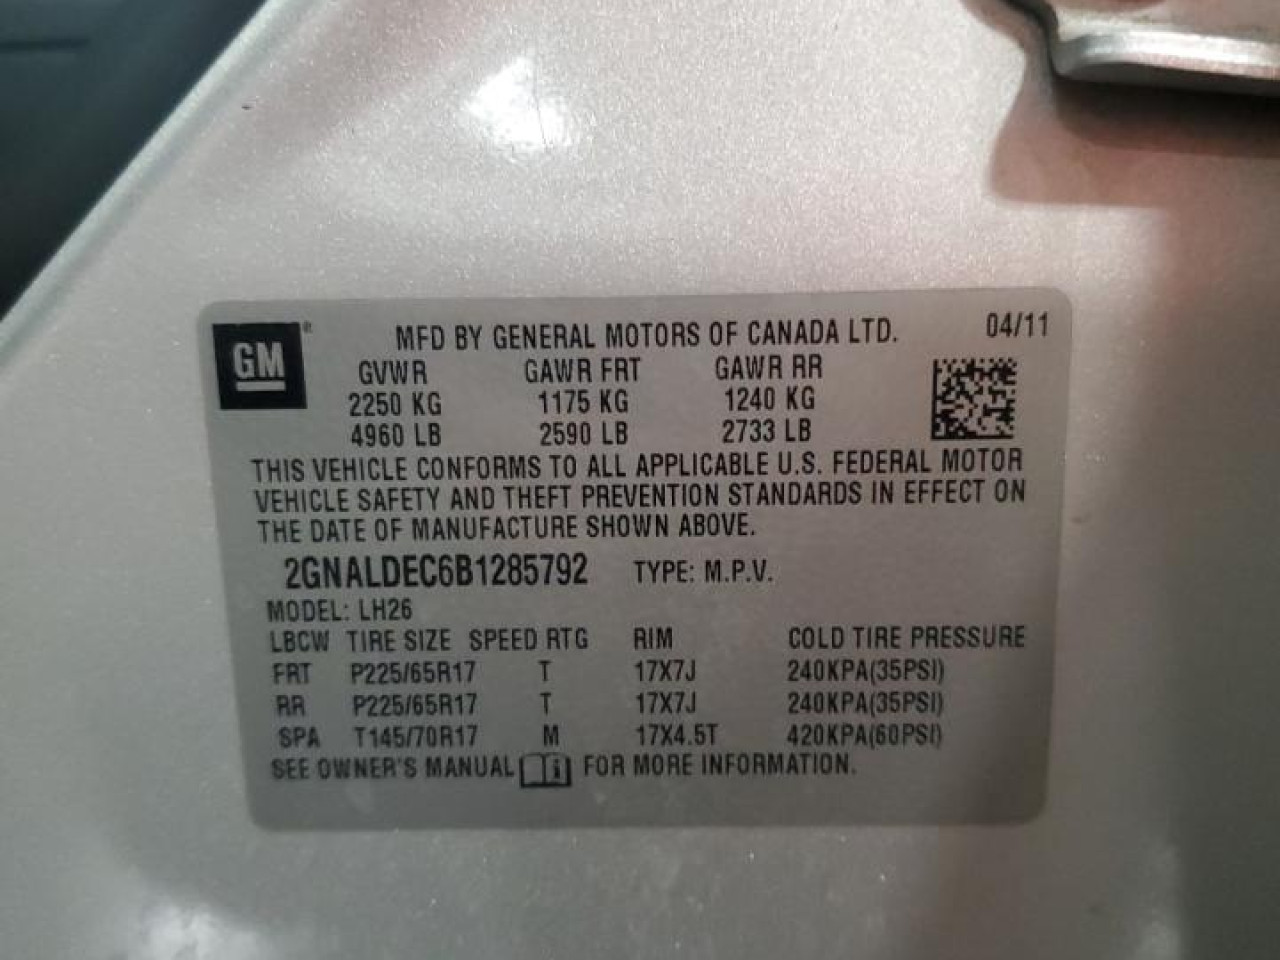 GM ®
MFD BY GENERAL MOTORS OF CANADA LTD. 04/11
GVWR GAWR FRT GAWR RR
2250 KG 1175 KG 1240 KG
4960 LB 2590 LB 2733 LB
THIS VEHICLE CONFORMS TO ALL APPLICABLE U.S. FEDERAL MOTOR
VEHICLE SAFETY AND THEFT PREVENTION STANDARDS IN EFFECT ON
THE DATE OF MANUFACTURE SHOWN ABOVE.
2GNALDEC6B1285792 TYPE: M.P.V.
MODEL: LH26
LBCW TIRE SIZE SPEED RTG RIM COLD TIRE PRESSURE
FRT P225/65R17 T 17X7J 240KPA(35PSI)
RR P225/65R17 T 17X7J 240KPA(35PSI)
SPA T145/70R17 M 17X4.5T 420KPA(60PSI)
SEE OWNER'S MANUAL i FOR MORE INFORMATION.